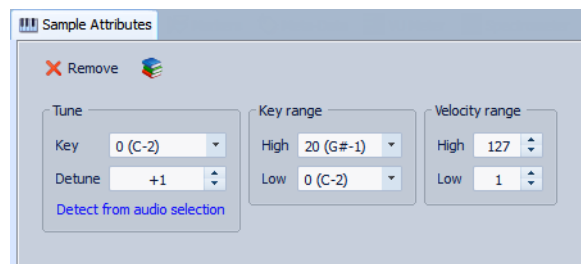 Sample Attributes
Remove
Tune
Key 0 (C-2)
Detune +1
Detect from audio selection
Key range
High 20 (G#-1)
Low 0 (C-2)
Velocity range
High 127
Low 1